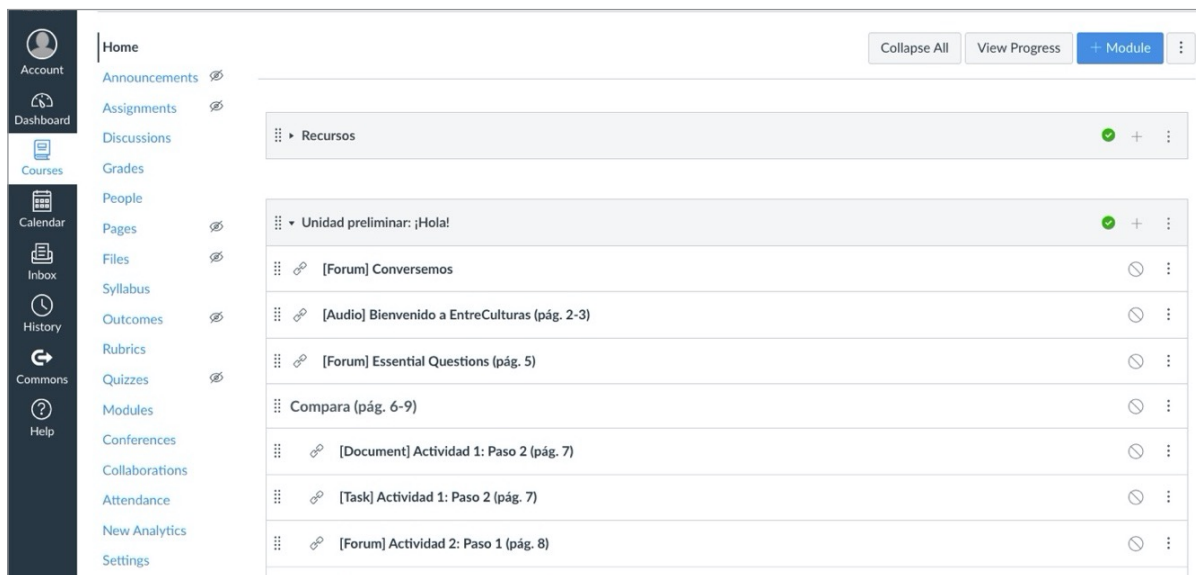 Account
Dashboard
Courses
Calendar
Inbox
History
Commons
Help
Home
Announcements
Assignments
Discussions
Grades
People
Pages
Files
Syllabus
Outcomes
Rubrics
Quizzes
Modules
Conferences
Collaborations
Attendance
New Analytics
Settings
Collapse All
View Progress
+ Module
Recursos
Unidad preliminar: ¡Hola!
[Forum] Conversemos
[Audio] Bienvenido a EntreCulturas (pág. 2-3)
[Forum] Essential Questions (pág. 5)
Compara (pág. 6-9)
[Document] Actividad 1: Paso 2 (pág. 7)
[Task] Actividad 1: Paso 2 (pág. 7)
[Forum] Actividad 2: Paso 1 (pág. 8)